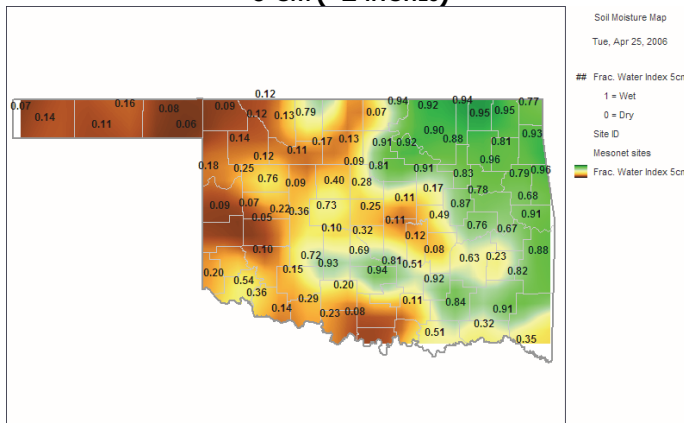 Soil Moisture Map
Tue, Apr 25, 2006
## Frac. Water Index 5cm
1 = Wet
0 = Dry
Site ID
Mesonet sites
Frac. Water Index 5cm
0.12
0.07 0.16 0.08 0.09 0.79 0.07 0.94 0.92 0.94 0.95 0.95 0.77
0.14 0.11 0.06 0.12 0.13
0.14 0.17 0.13 0.90 0.88 0.81 0.93
0.12 0.11 0.09 0.91 0.92 0.96
0.18 0.25 0.81 0.91 0.83 0.79 0.96
0.76 0.09 0.40 0.28 0.17 0.78 0.68
0.09 0.07 0.22 0.36 0.73 0.25 0.11 0.87 0.91
0.05 0.11 0.49 0.76 0.67
0.10 0.32 0.12
0.10 0.72 0.69 0.08 0.88
0.93 0.81 0.51 0.63 0.23
0.20 0.15 0.94 0.92 0.82
0.54 0.20
0.36 0.29 0.11 0.84 0.91
0.14 0.23 0.08
0.51 0.32 0.35